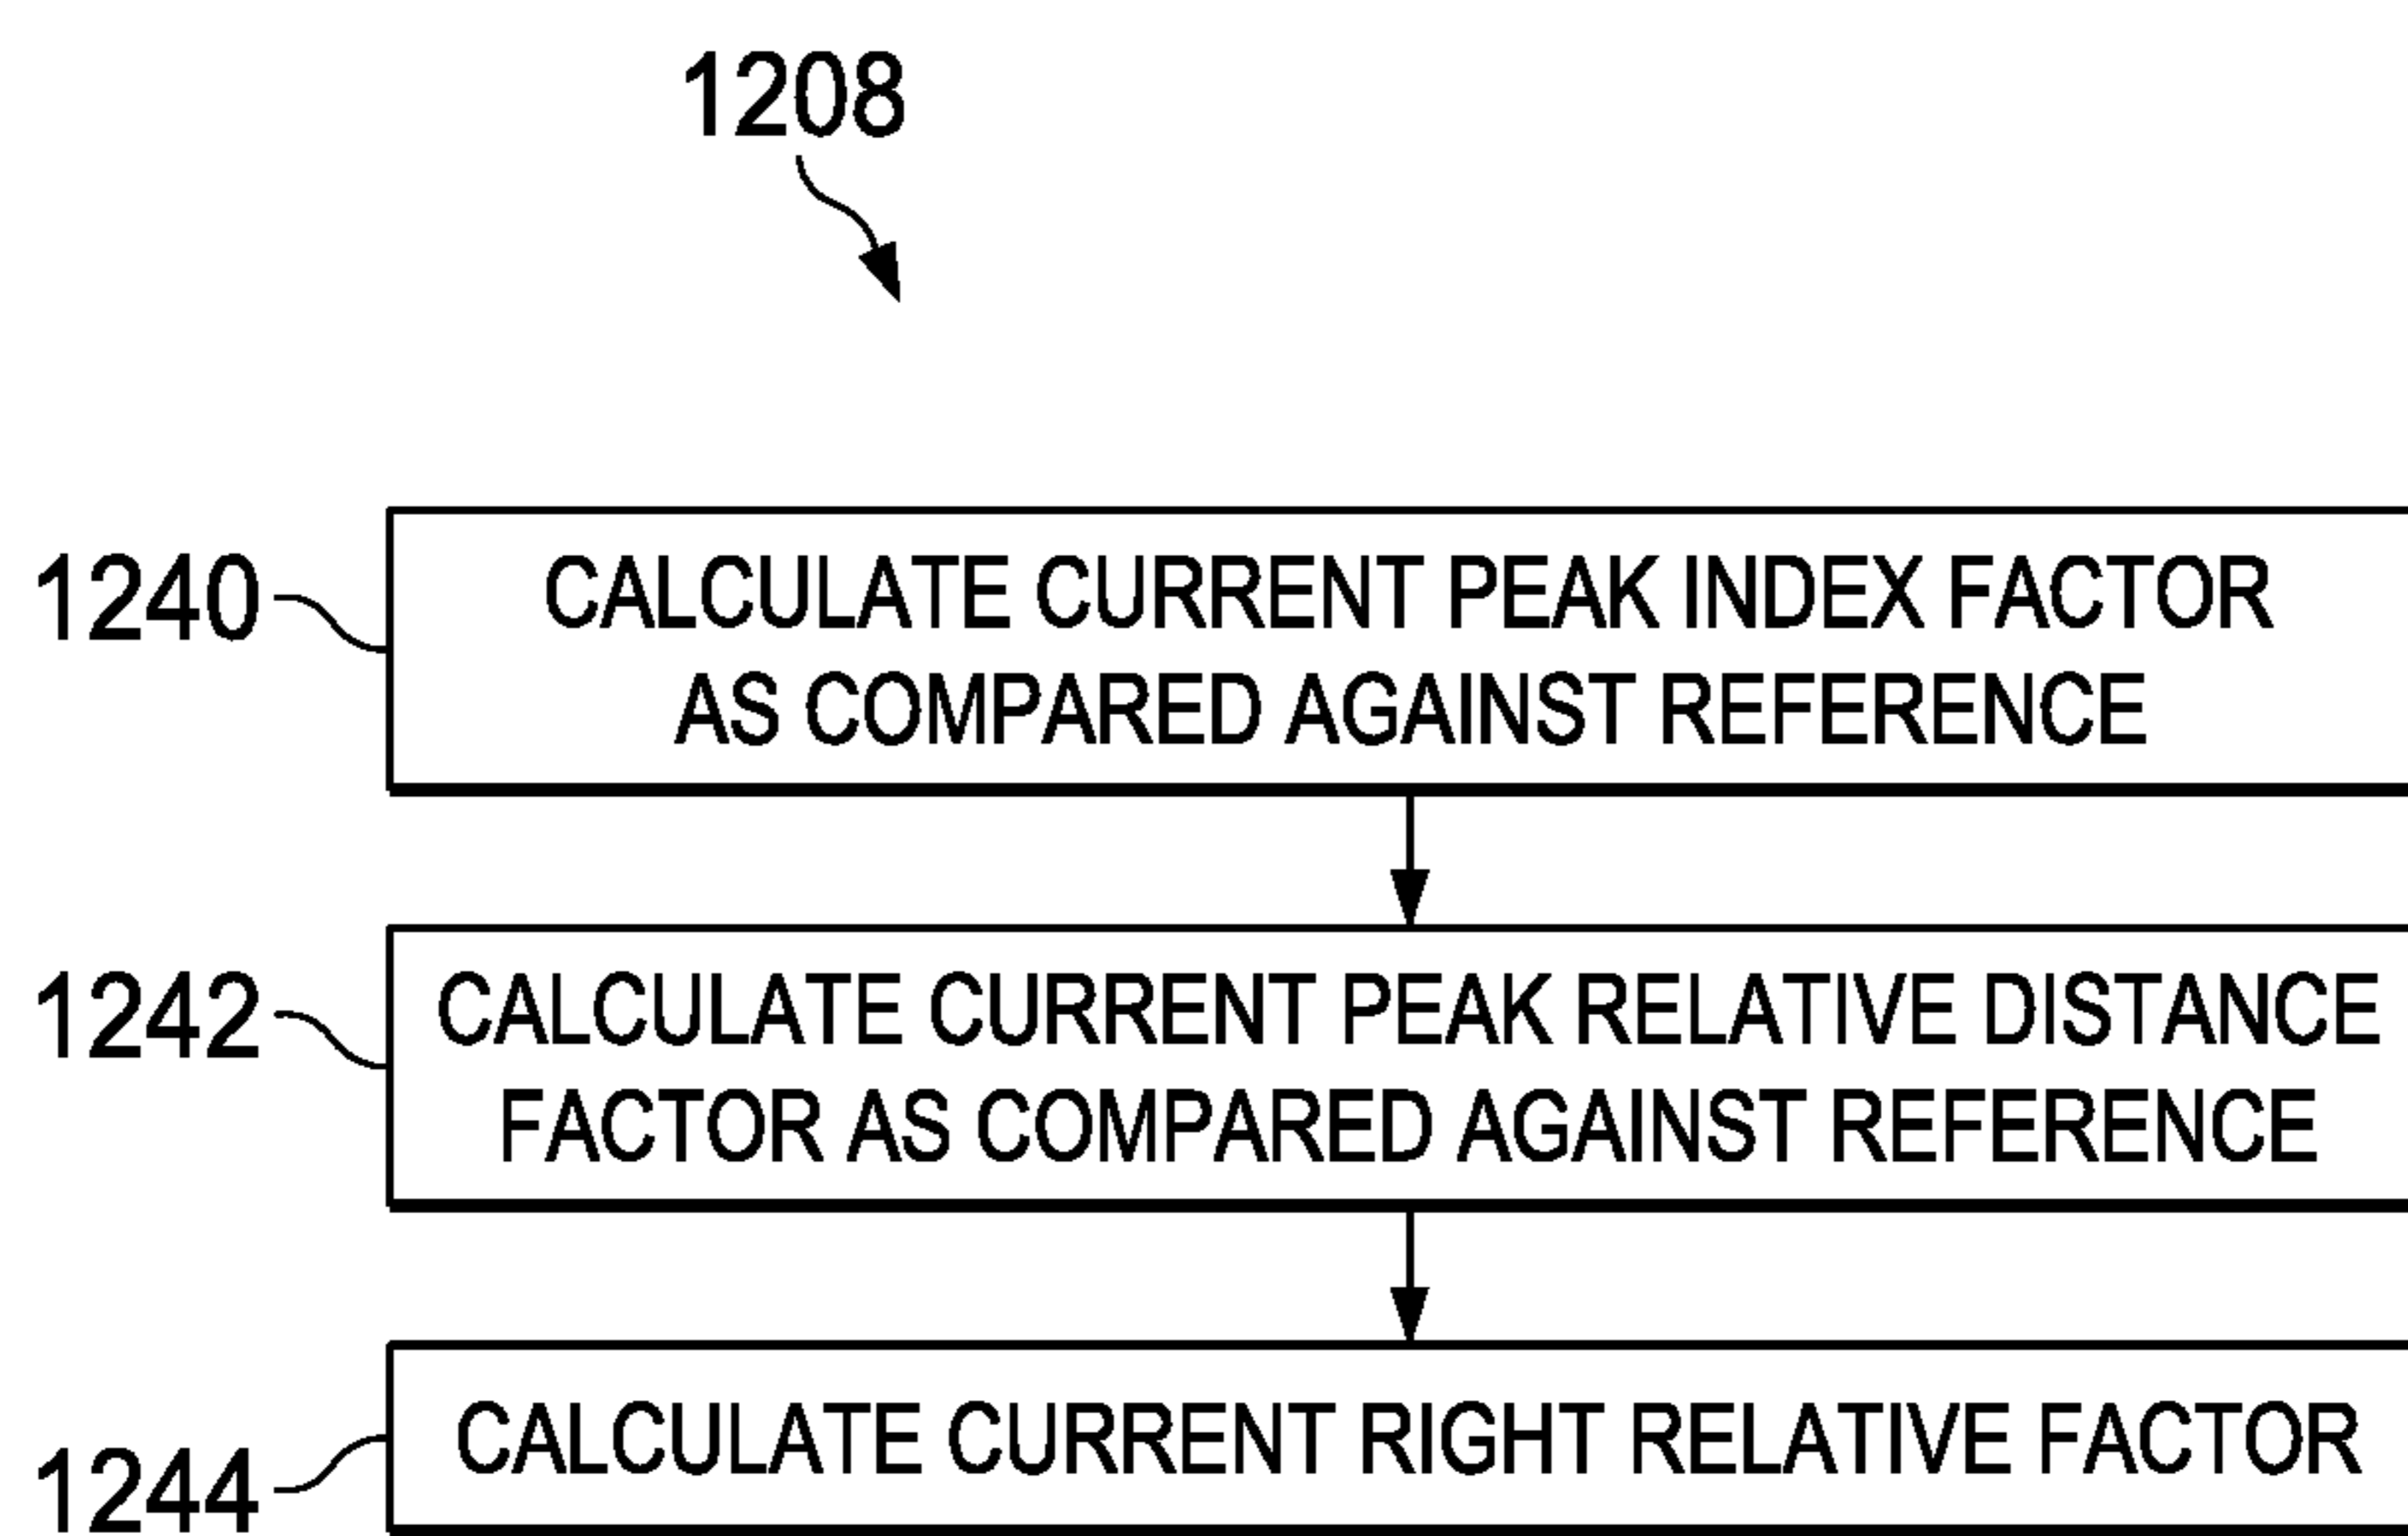 1208
1240
CALCULATE CURRENT PEAK INDEX FACTOR
AS COMPARED AGAINST REFERENCE
1242
CALCULATE CURRENT PEAK RELATIVE DISTANCE
FACTOR AS COMPARED AGAINST REFERENCE
1244
CALCULATE CURRENT RIGHT RELATIVE FACTOR